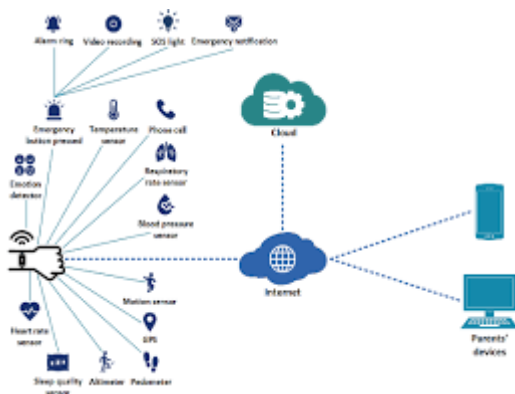 Alarm ring
Video recording
SOS light
Emergency notification
Emergency
button pressed
Temperature
sensor
Phone call
Cloud
Emotion
detector
Respiratory
rate sensor
Blood pressure
sensor
Internet
Motion sensor
Heart rate
sensor
GPS
Parents'
devices
Sleep quality
sensor
Altimeter
Pedometer